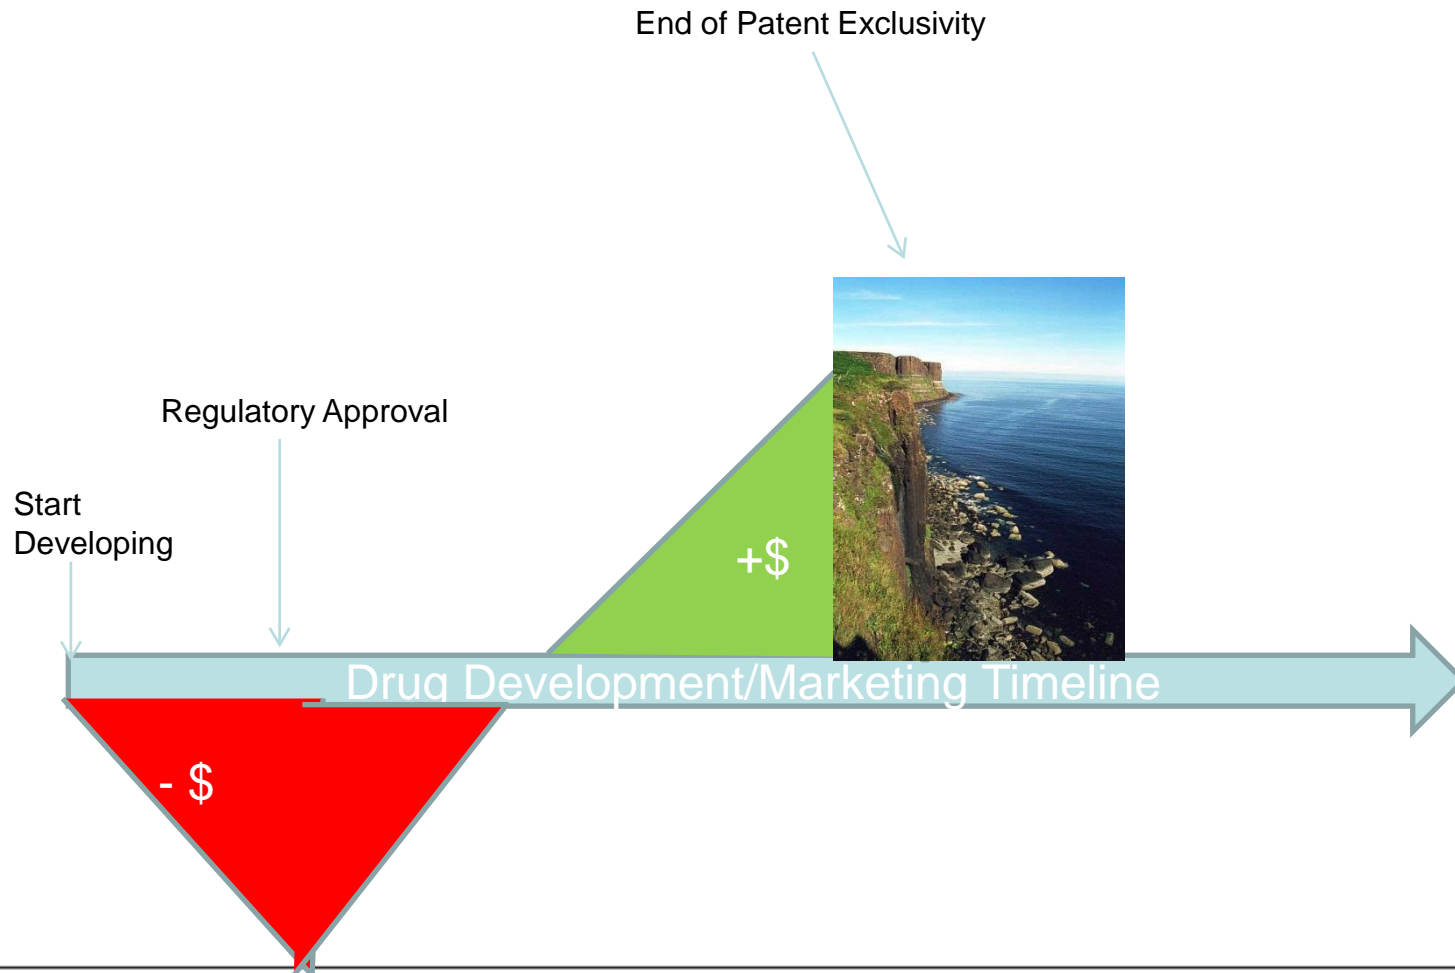 End of Patent Exclusivity
Regulatory Approval
Start
Developing
+$
Drug Development/Marketing Timeline
- $